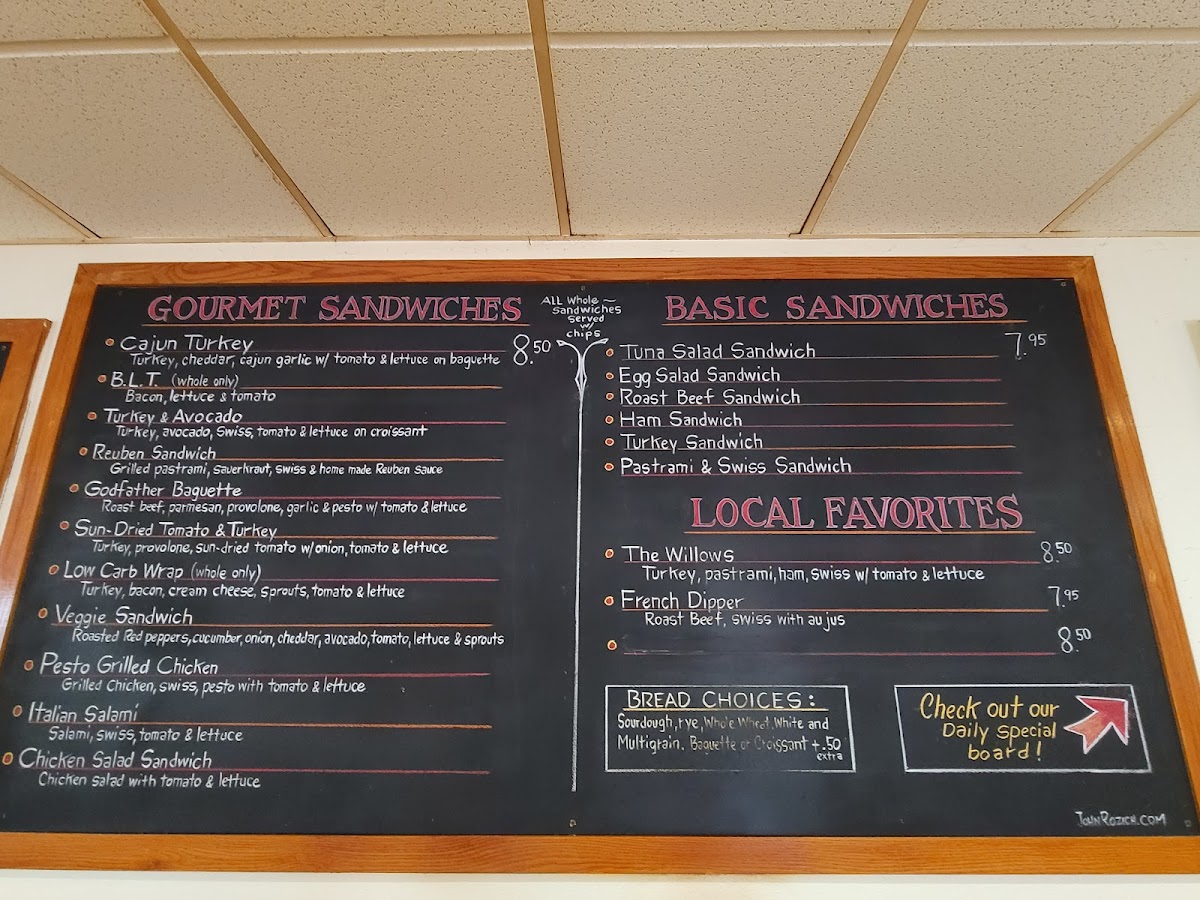 GOURMET SANDWICHES
Cajun Turkey 8.50
Turkey, cheddar, cajun garlic w/ tomato & lettuce on baguette
B.L.T. (whole only)
Bacon, lettuce & tomato
Turkey & Avocado
Turkey, avocado, Swiss, tomato & lettuce on croissant
Reuben Sandwich
Grilled pastrami, sauerkraut, swiss & home made Reuben sauce
Godfather Baguette
Roast beef, parmesan, provolone, garlic & pesto w/ tomato & lettuce
Sun-Dried Tomato & Turkey
Turkey, provolone, sun-dried tomato w/onion, tomato & lettuce
Low Carb Wrap (whole only)
Turkey, bacon, cream cheese, sprouts, tomato & lettuce
Veggie Sandwich
Roasted Red peppers, cucumber, onion, cheddar, avocado, tomato, lettuce & sprouts
Pesto Grilled Chicken
Grilled Chicken, swiss, pesto with tomato & lettuce
Italian Salami
Salami, swiss, tomato & lettuce
Chicken Salad Sandwich
Chicken salad with tomato & lettuce
ALL Whole
Sandwiches
Served
w/
chips
BASIC SANDWICHES
Tuna Salad Sandwich 7.95
Egg Salad Sandwich
Roast Beef Sandwich
Ham Sandwich
Turkey Sandwich
Pastrami & Swiss Sandwich
LOCAL FAVORITES
The Willows 8.50
Turkey, pastrami, ham, swiss w/ tomato & lettuce
French Dipper 7.95
Roast Beef, swiss with au jus
8.50
BREAD CHOICES:
Sourdough, rye, Whole Wheat, White and
Multigrain. Baguette or Croissant +.50
extra
Check out our
Daily Special
board!
JOHNROZICH.COM